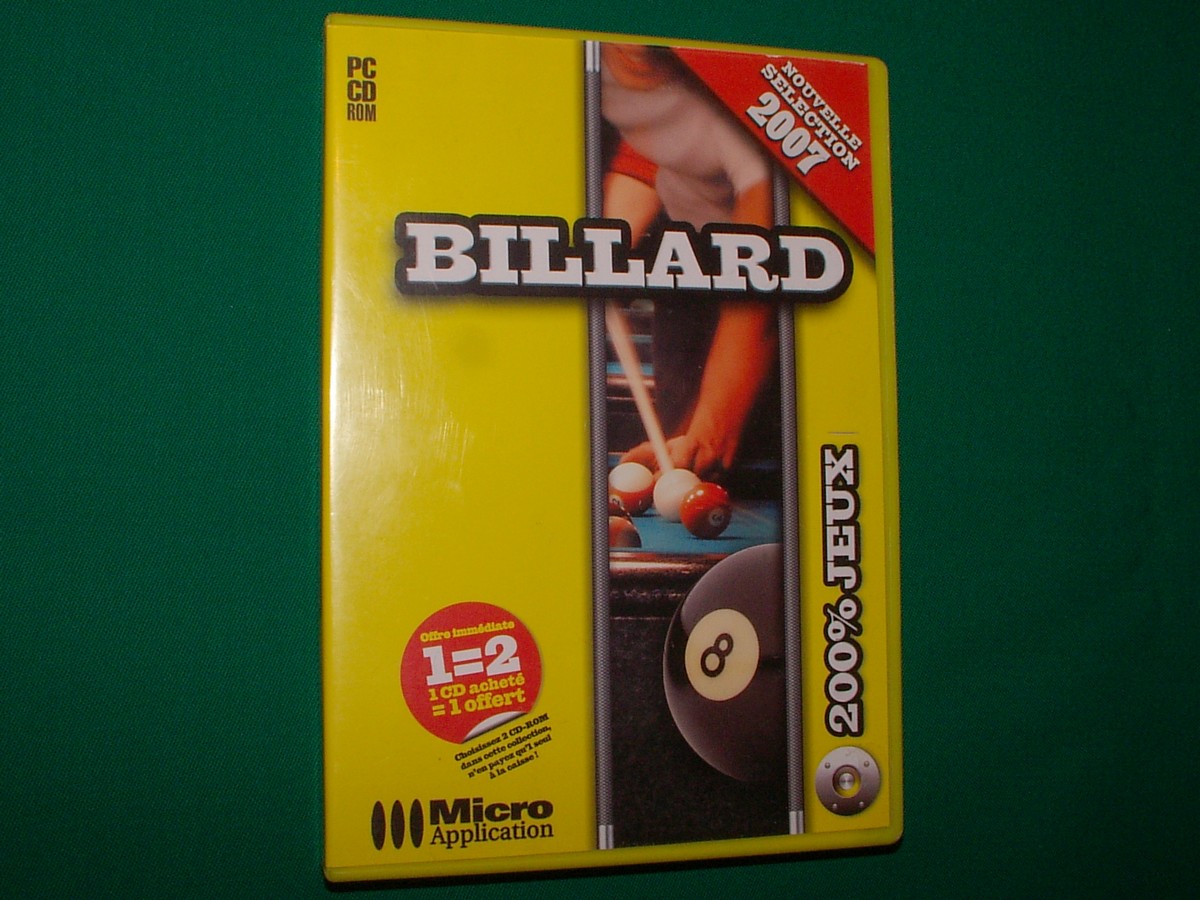 PC
CD
ROM
NOUVELLE
SELECTION
2007
BILLARD
200% JEUX
8
Offre immédiate
1=2
1 CD acheté
= 1 offert
Choisissez 2 CD-ROM
dans cette collection,
n'en payez qu'1 seul
à la caisse !
Micro
Application